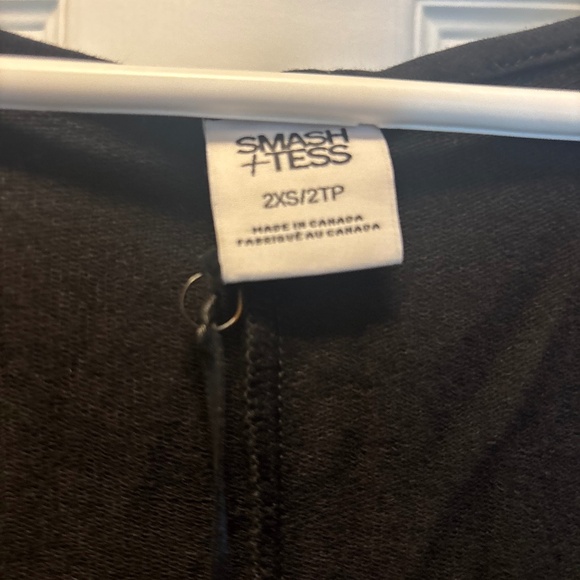 SMASH
+TESS
2XS/2TP
MADE IN CANADA
FABRIQUÉ AU CANADA